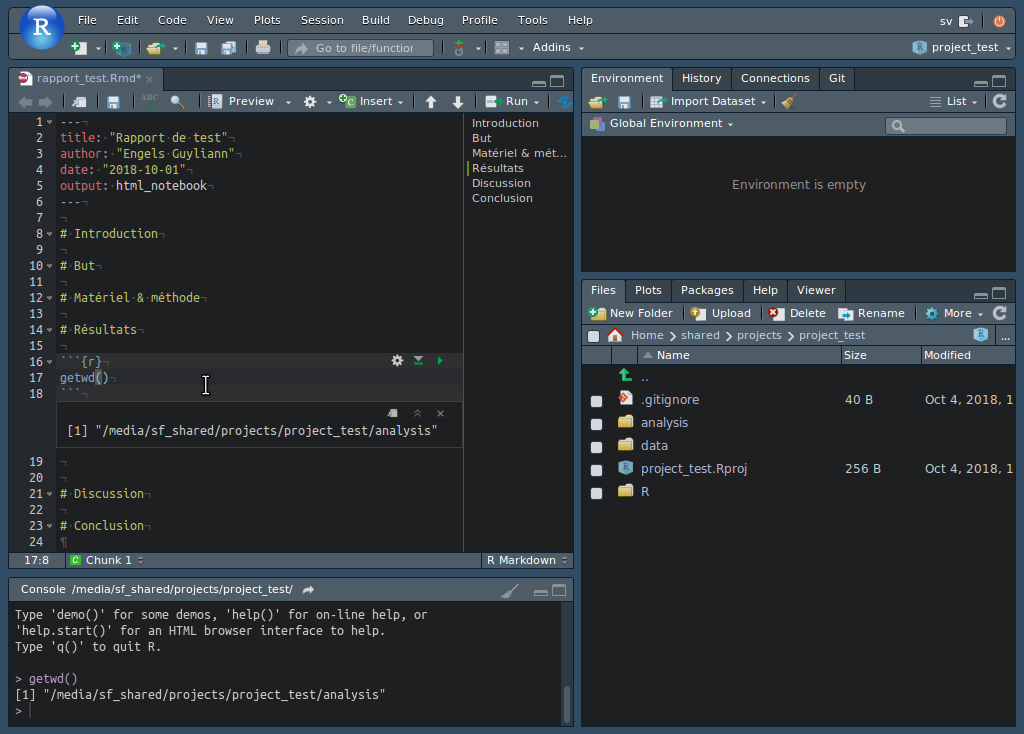 File Edit Code View Plots Session Build Debug Profile Tools Help
sv
R
Go to file/function
Addins
project_test
rapport_test.Rmd*
ABC
Preview
Insert
Run
1 ---
2 title: "Rapport de test"
3 author: "Engels Guyliann"
4 date: "2018-10-01"
5 output: html_notebook
6 ---
7
8 # Introduction
9
10 # But
11
12 # Matériel & méthode
13
14 # Résultats
15
16 ```{r}
17 getwd()
18 ```
[1] "/media/sf_shared/projects/project_test/analysis"
19
20
21 # Discussion
22
23 # Conclusion
24
Introduction
But
Matériel & mét...
Résultats
Discussion
Conclusion
17:8
C Chunk 1
R Markdown
Console /media/sf_shared/projects/project_test/
Type 'demo()' for some demos, 'help()' for on-line help, or
'help.start()' for an HTML browser interface to help.
Type 'q()' to quit R.
> getwd()
[1] "/media/sf_shared/projects/project_test/analysis"
>
Environment History Connections Git
Import Dataset
List
Global Environment
Environment is empty
Files Plots Packages Help Viewer
New Folder Upload Delete Rename More
Home shared projects project_test
...
Name Size Modified
..
.gitignore 40 B Oct 4, 2018, 1
analysis
data
project_test.Rproj 256 B Oct 4, 2018, 1
R